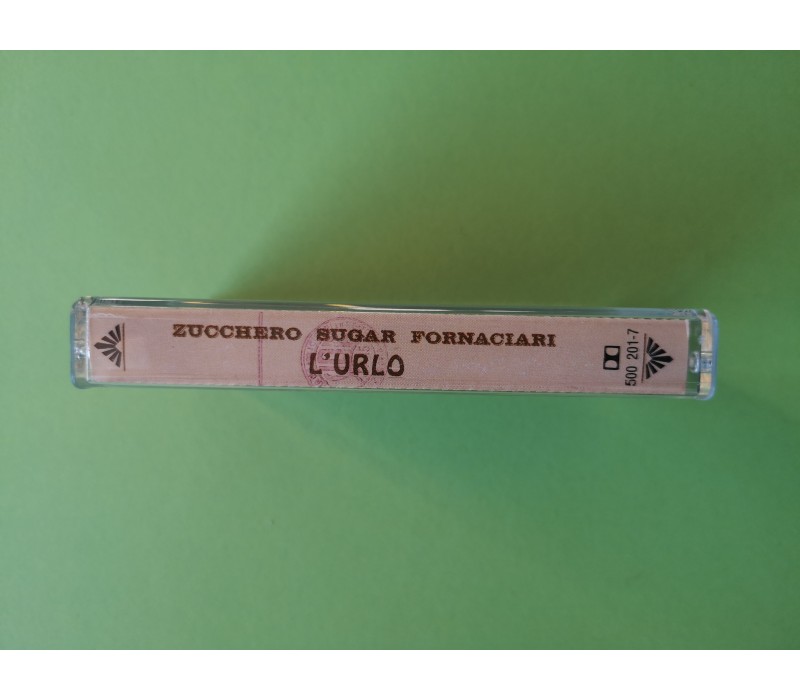 ZUCCHERO SUGAR FORNACIARI
L'URLO
500 201-7